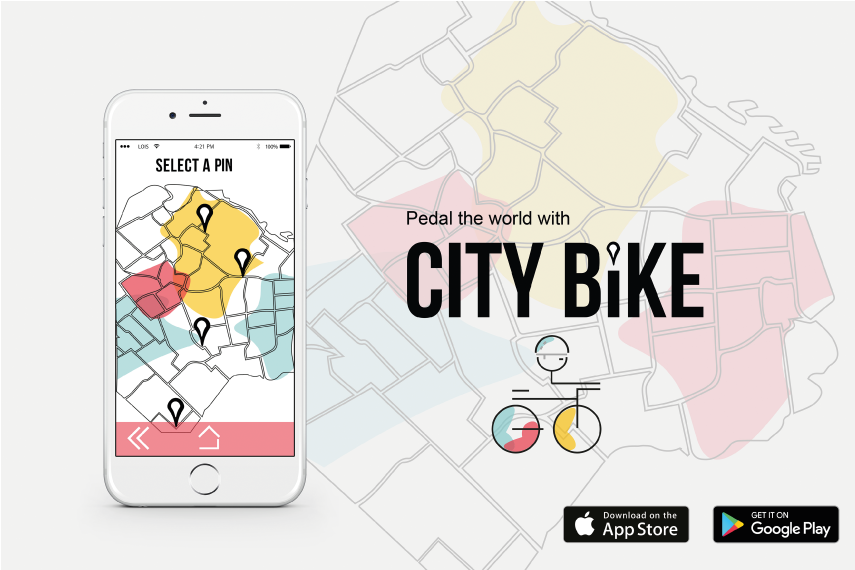 LOIS 4:21 PM 100%
SELECT A PIN
Pedal the world with
CITY BiKE
Download on the
App Store
GET IT ON
Google Play